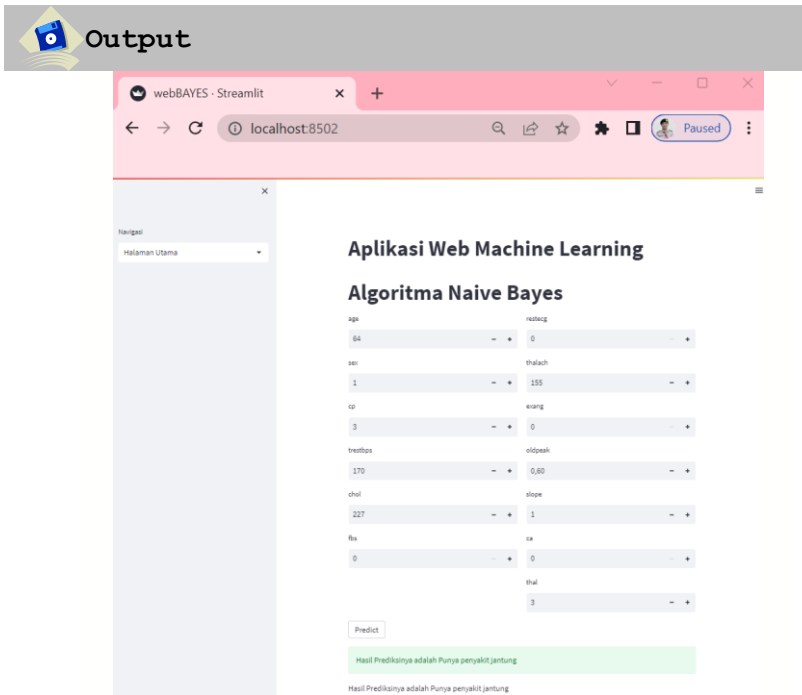 Output
webBAYES · Streamlit
localhost:8502
Paused
Navigasi
Halaman Utama
Aplikasi Web Machine Learning
Algoritma Naive Bayes
age
64
sex
1
cp
3
trestbps
170
chol
227
fbs
0
restecg
0
thalach
155
exang
0
oldpeak
0,60
slope
1
ca
0
thal
3
Predict
Hasil Prediksinya adalah Punya penyakit jantung
Hasil Prediksinya adalah Punya penyakit jantung